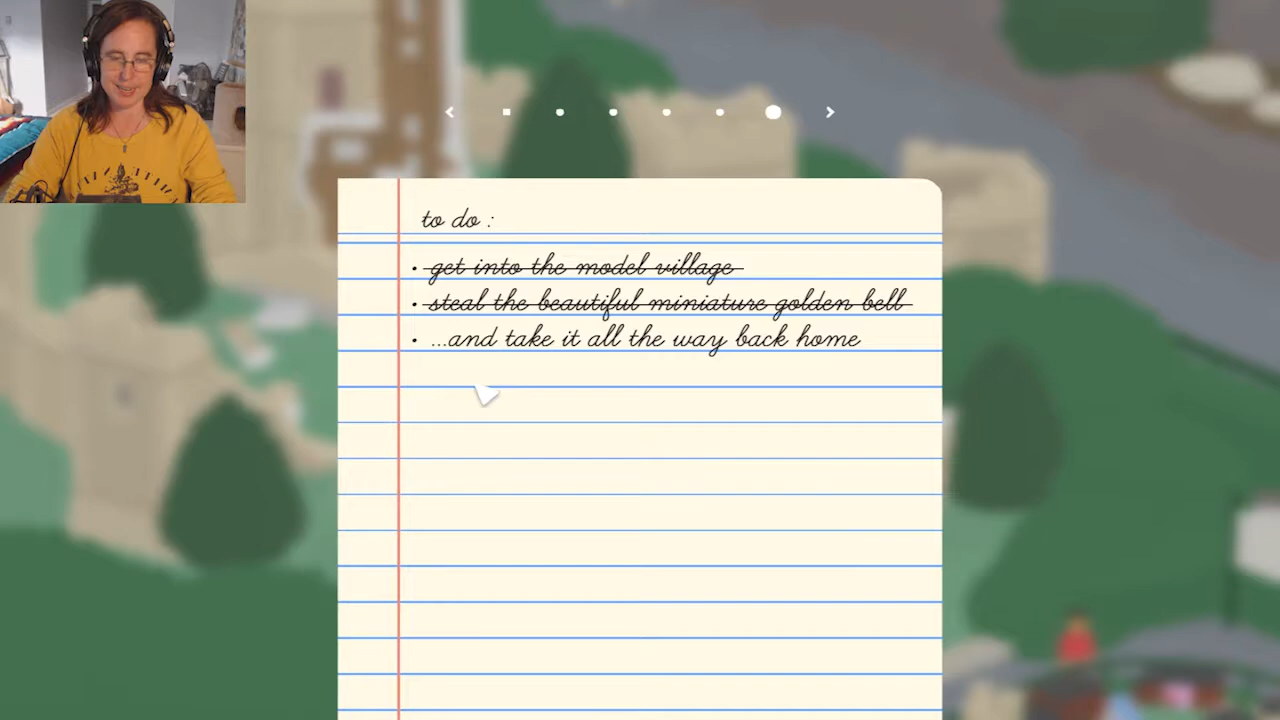 to do :
• get into the model village
• steal the beautiful miniature golden bell
• ...and take it all the way back home